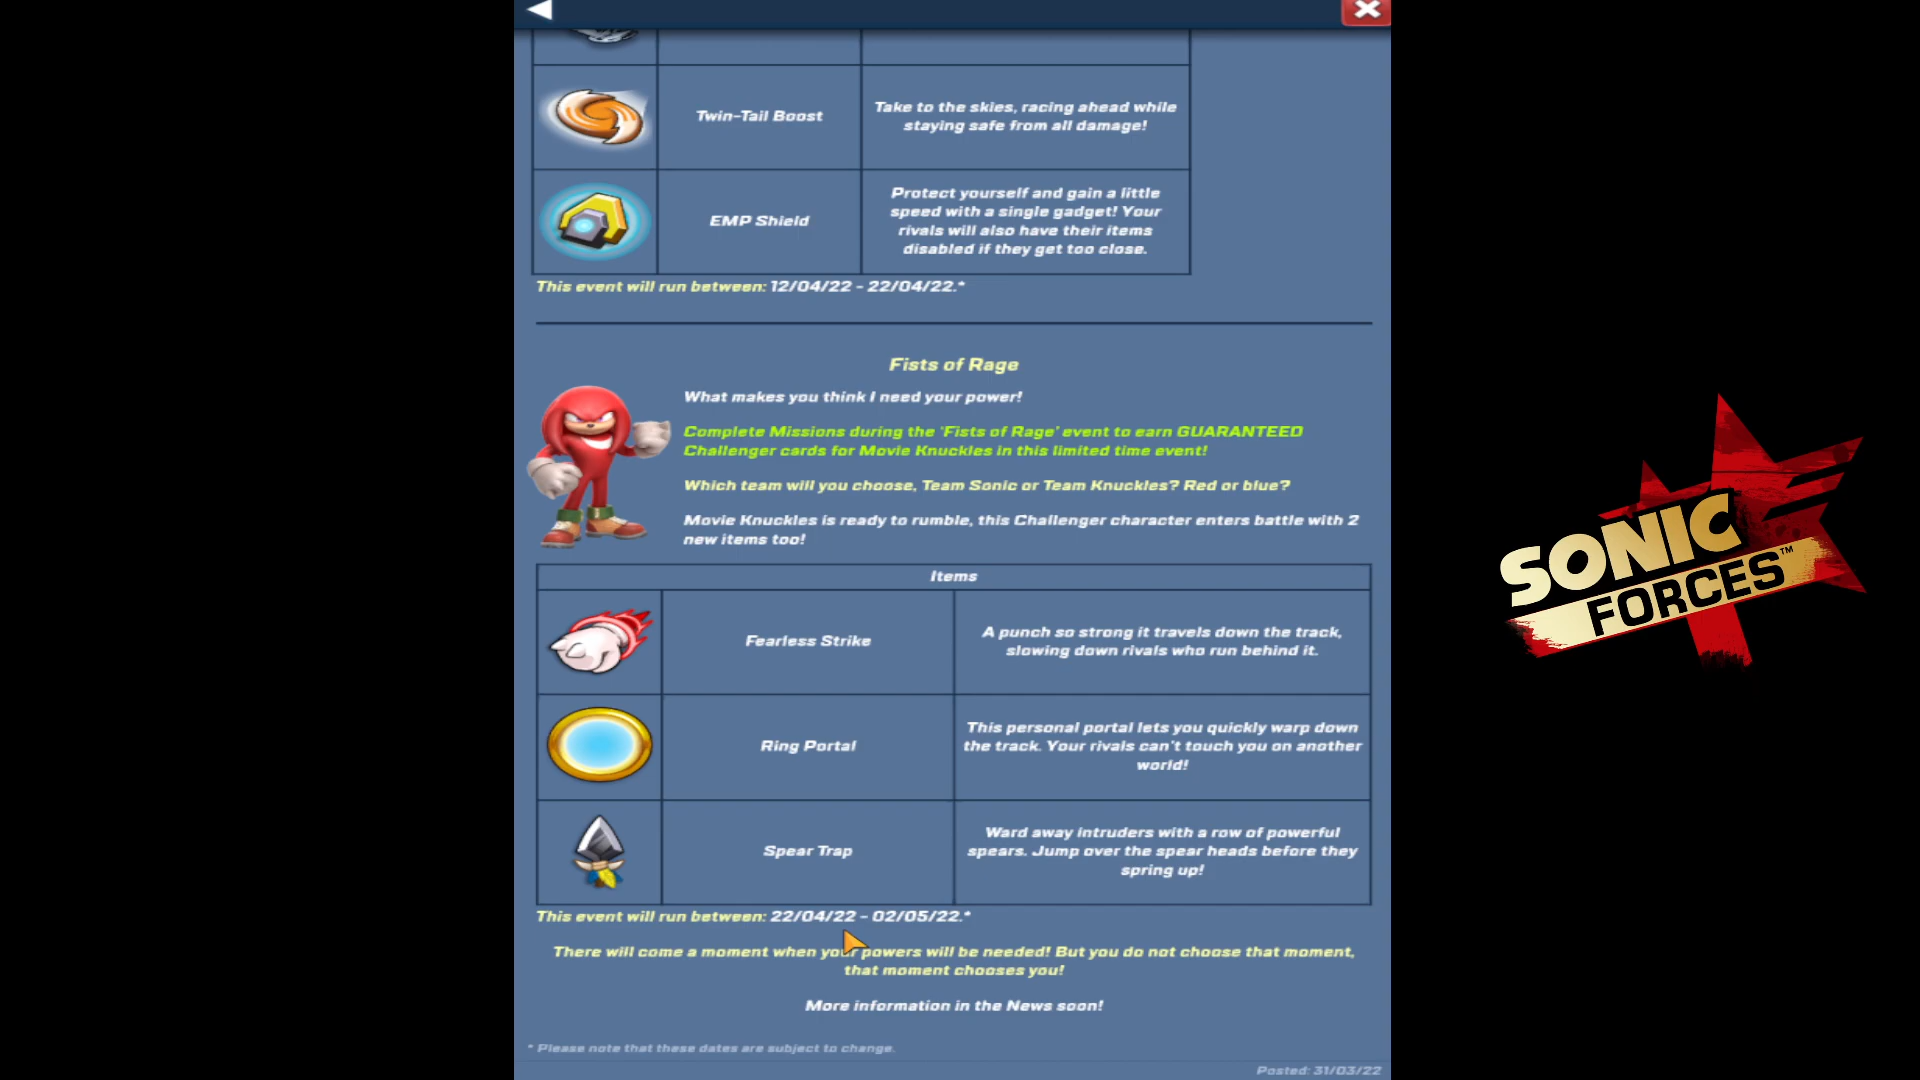 Twin-Tail Boost
Take to the skies, racing ahead while
staying safe from all damage!
EMP Shield
Protect yourself and gain a little
speed with a single gadget! Your
rivals will also have their items
disabled if they get too close.
This event will run between: 12/04/22 - 22/04/22.*
Fists of Rage
What makes you think I need your power!
Complete Missions during the 'Fists of Rage' event to earn GUARANTEED
Challenger cards for Movie Knuckles in this limited time event!
Which team will you choose, Team Sonic or Team Knuckles? Red or blue?
Movie Knuckles is ready to rumble, this Challenger character enters battle with 2
new items too!
Items
Fearless Strike
A punch so strong it travels down the track,
slowing down rivals who run behind it.
Ring Portal
This personal portal lets you quickly warp down
the track. Your rivals can't touch you on another
world!
Spear Trap
Ward away intruders with a row of powerful
spears. Jump over the spear heads before they
spring up!
This event will run between: 22/04/22 - 02/05/22.*
There will come a moment when your powers will be needed! But you do not choose that moment,
that moment chooses you!
More information in the News soon!
* Please note that these dates are subject to change.
Posted: 31/03/22
SONIC
FORCES™